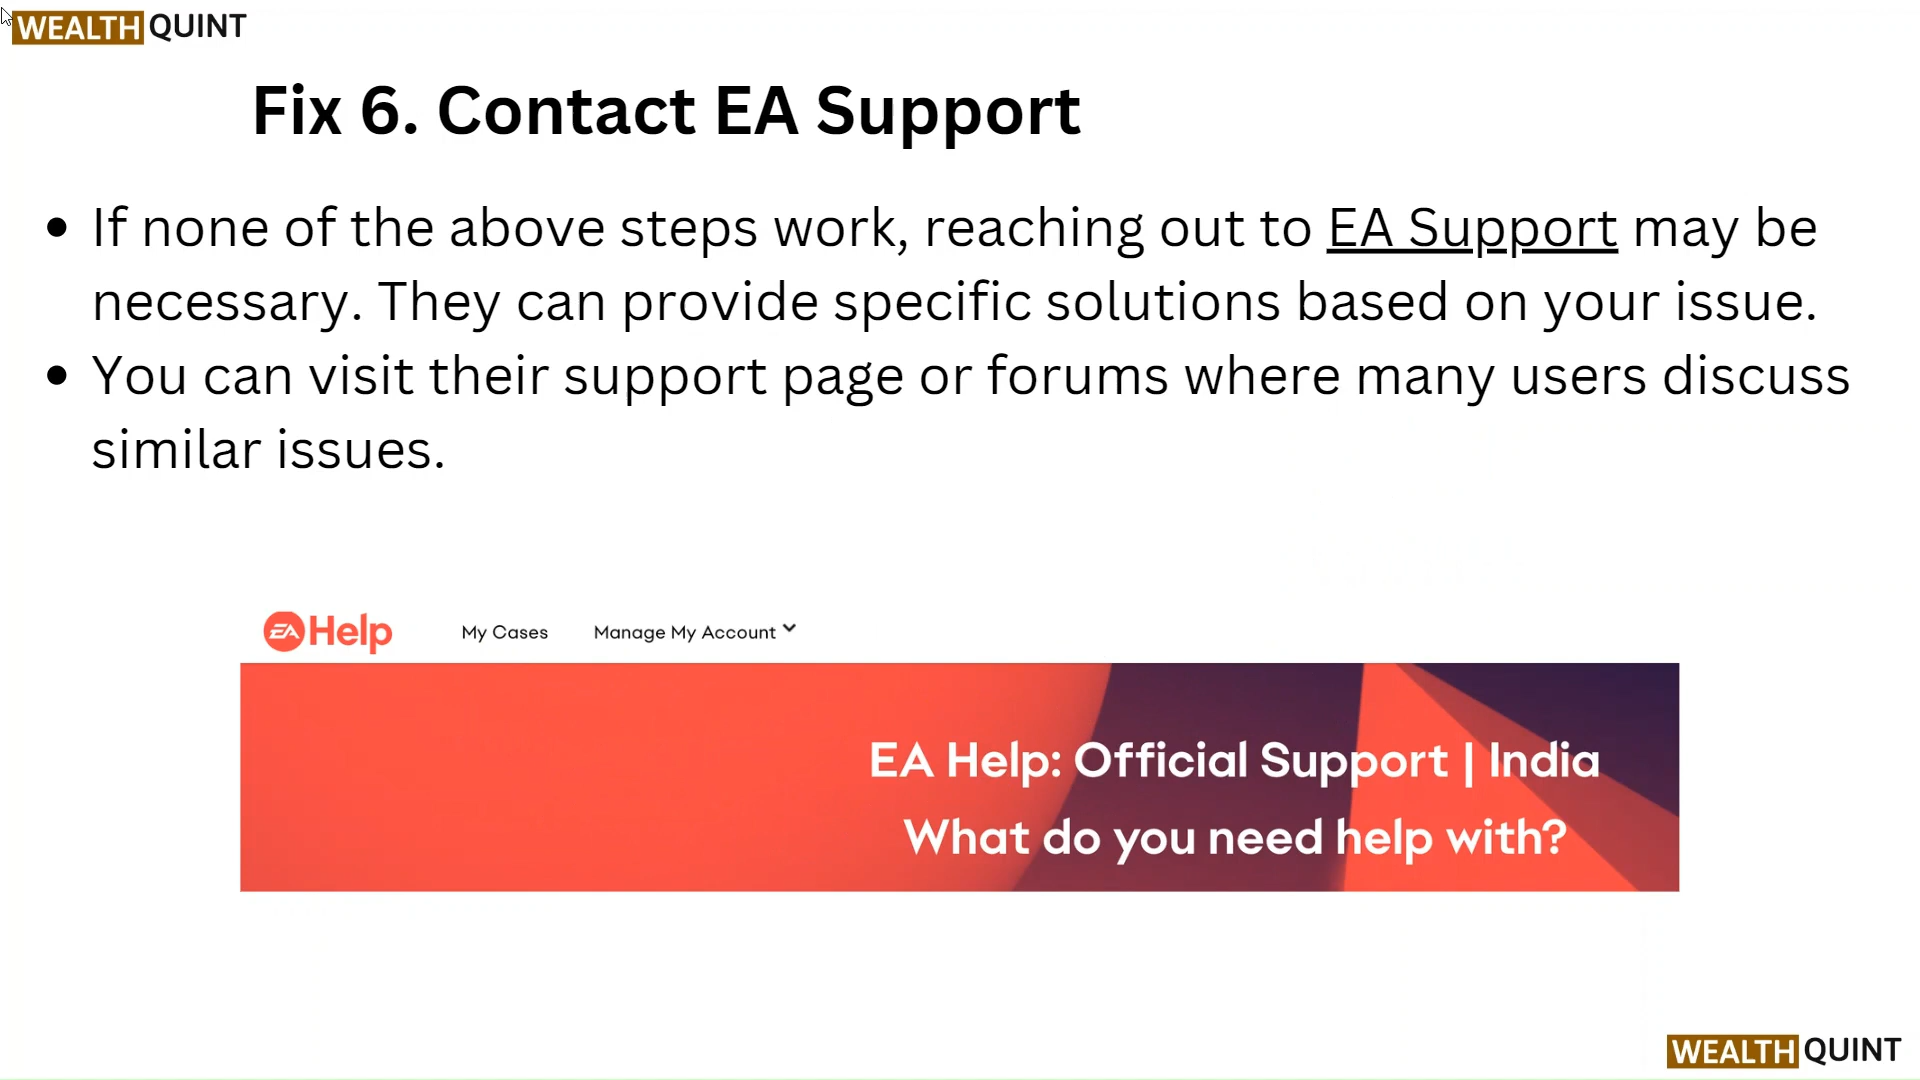 WEALTH QUINT
Fix 6. Contact EA Support
• If none of the above steps work, reaching out to EA Support may be
necessary. They can provide specific solutions based on your issue.
• You can visit their support page or forums where many users discuss
similar issues.
EA Help My Cases Manage My Account
EA Help: Official Support | India
What do you need help with?
WEALTH QUINT